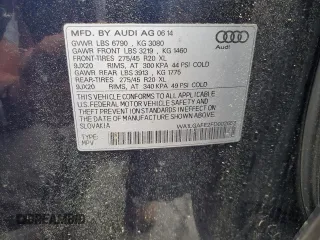 MFD. BY AUDI AG 06 14
GVWR LBS 6790 , KG 3080
GAWR FRONT LBS 3219 , KG 1460
FRONT-TIRES 275/45 R20 XL
9JX20 RIMS, AT 300 KPA 44 PSI COLD
GAWR REAR LBS 3913 , KG 1775
REAR-TIRES 275/45 R20 XL
9JX20 RIMS, AT 340 KPA 49 PSI COLD
Audi
THIS VEHICLE CONFORMS TO ALL APPLICABLE
FEDERAL MOTOR VEHICLE SAFETY, BUMPER,
AND THEFT PREVENTION STANDARDS IN EFFECT
ON THE DATE OF MANUFACTURE SHOWN ABOVE
SLOVAKIA
TYPE:
MPV